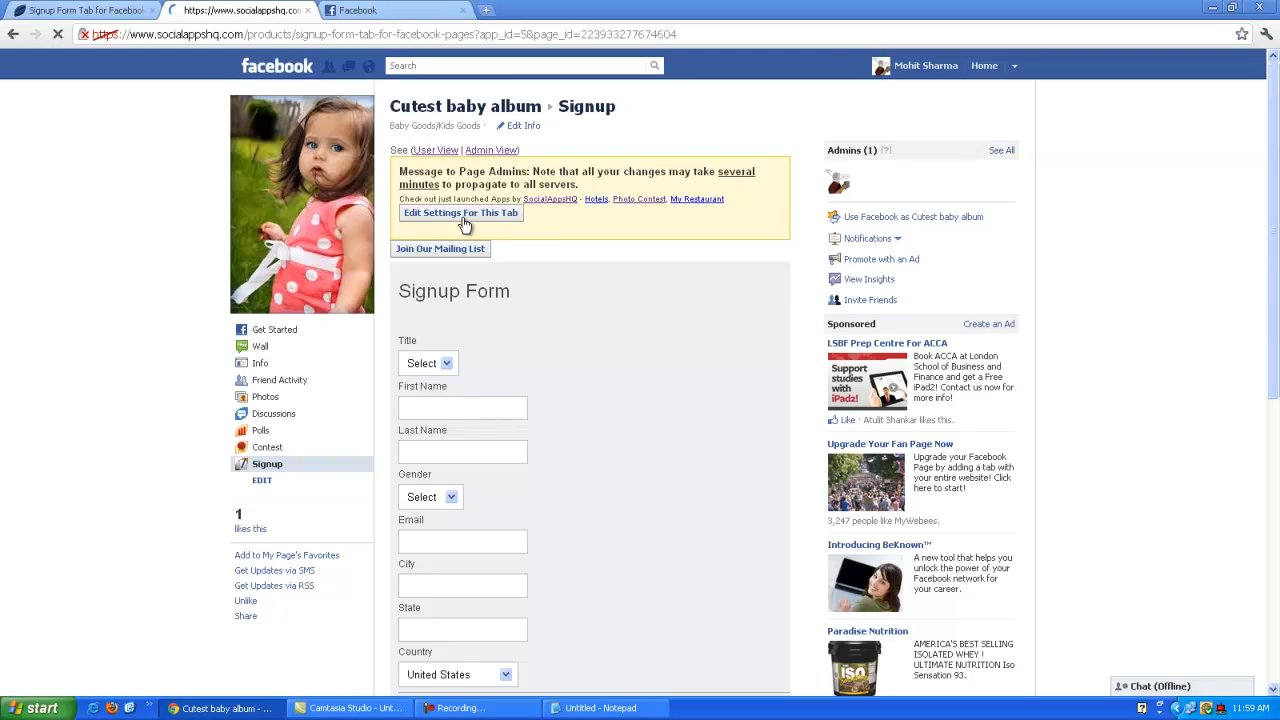 Signup Form Tab for Facebook
https://www.socialappshq.co
Facebook
https://www.socialappshq.com/products/signup-form-tab-for-facebook-pages?app_id=5&page_id=223933277674604
facebook
Search
Mohit Sharma
Home
Cutest baby album ▸ Signup
Baby Goods/Kids Goods · Edit Info
See (User View | Admin View)
Message to Page Admins: Note that all your changes may take several
minutes to propagate to all servers.
Check out just launched Apps by SocialAppsHQ - Hotels, Photo Contest, My Restaurant
Edit Settings For This Tab
Join Our Mailing List
Signup Form
Title
Select
First Name
Last Name
Gender
Select
Email
City
State
Country
United States
Get Started
Wall
Info
Friend Activity
Photos
Discussions
Polls
Contest
Signup
EDIT
1
likes this
Add to My Page's Favorites
Get Updates via SMS
Get Updates via RSS
Unlike
Share
Admins (1) [?]
See All
Use Facebook as Cutest baby album
Notifications
Promote with an Ad
View Insights
Invite Friends
Sponsored
Create an Ad
LSBF Prep Centre For ACCA
Support
studies
with
iPad2!
Book ACCA at London
School of Business
and Finance and get a Free
iPad2! Contact us now for
more info!
Like · Atulit Shankar likes this.
Upgrade Your Fan Page Now
Upgrade your Facebook
Page by adding a tab with
your entire website! Click
here to start!
3,247 people like MyWebees.
Introducing BeKnown™
A new tool that helps you
unlock the power of your
Facebook network for
your career.
Paradise Nutrition
ISO
AMERICA'S BEST SELLING
ISOLATED WHEY !
ULTIMATE NUTRITION Iso
Sensation 93.
Chat (Offline)
start
Cutest baby album - ...
Camtasia Studio - Unt...
Recording...
Untitled - Notepad
11:59 AM